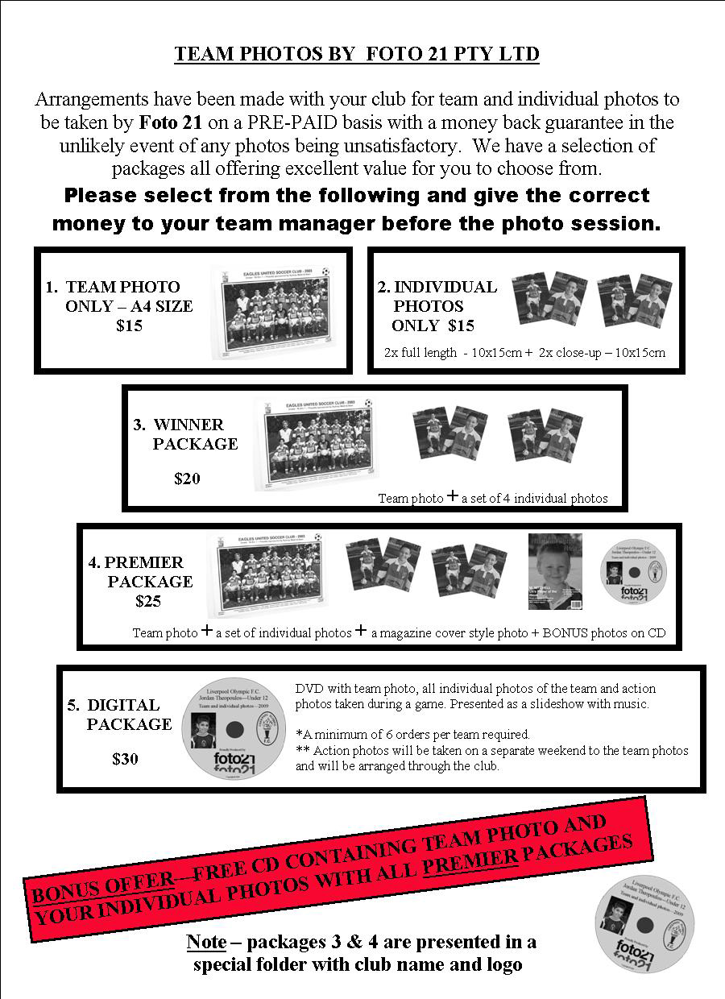 TEAM PHOTOS BY FOTO 21 PTY LTD
Arrangements have been made with your club for team and individual photos to
be taken by Foto 21 on a PRE-PAID basis with a money back guarantee in the
unlikely event of any photos being unsatisfactory. We have a selection of
packages all offering excellent value for you to choose from.
Please select from the following and give the correct
money to your team manager before the photo session.
1. TEAM PHOTO
ONLY – A4 SIZE
$15
EAGLES UNITED SOCCER CLUB - 2003
2. INDIVIDUAL
PHOTOS
ONLY $15
2x full length - 10x15cm + 2x close-up – 10x15cm
3. WINNER
PACKAGE
$20
EAGLES UNITED SOCCER CLUB - 2003
Team photo + a set of 4 individual photos
4. PREMIER
PACKAGE
$25
EAGLES UNITED SOCCER CLUB - 2003
Liverpool Olympic F.C.
Jordan Theopoulos—Under 12
Team and individual photos – 2009
foto21
Team photo + a set of individual photos + a magazine cover style photo + BONUS photos on CD
5. DIGITAL
PACKAGE
$30
Liverpool Olympic F.C.
Jordan Theopoulos—Under 12
Team and individual photos—2009
Proudly Produced by
foto21
DVD with team photo, all individual photos of the team and action
photos taken during a game. Presented as a slideshow with music.
*A minimum of 6 orders per team required.
** Action photos will be taken on a separate weekend to the team photos
and will be arranged through the club.
BONUS OFFER—FREE CD CONTAINING TEAM PHOTO AND
YOUR INDIVIDUAL PHOTOS WITH ALL PREMIER PACKAGES
Note – packages 3 & 4 are presented in a
special folder with club name and logo
Liverpool Olympic F.C.
Jordan Theopoulos—Under 12
Team and individual photos—2009
Proudly Produced by
foto21